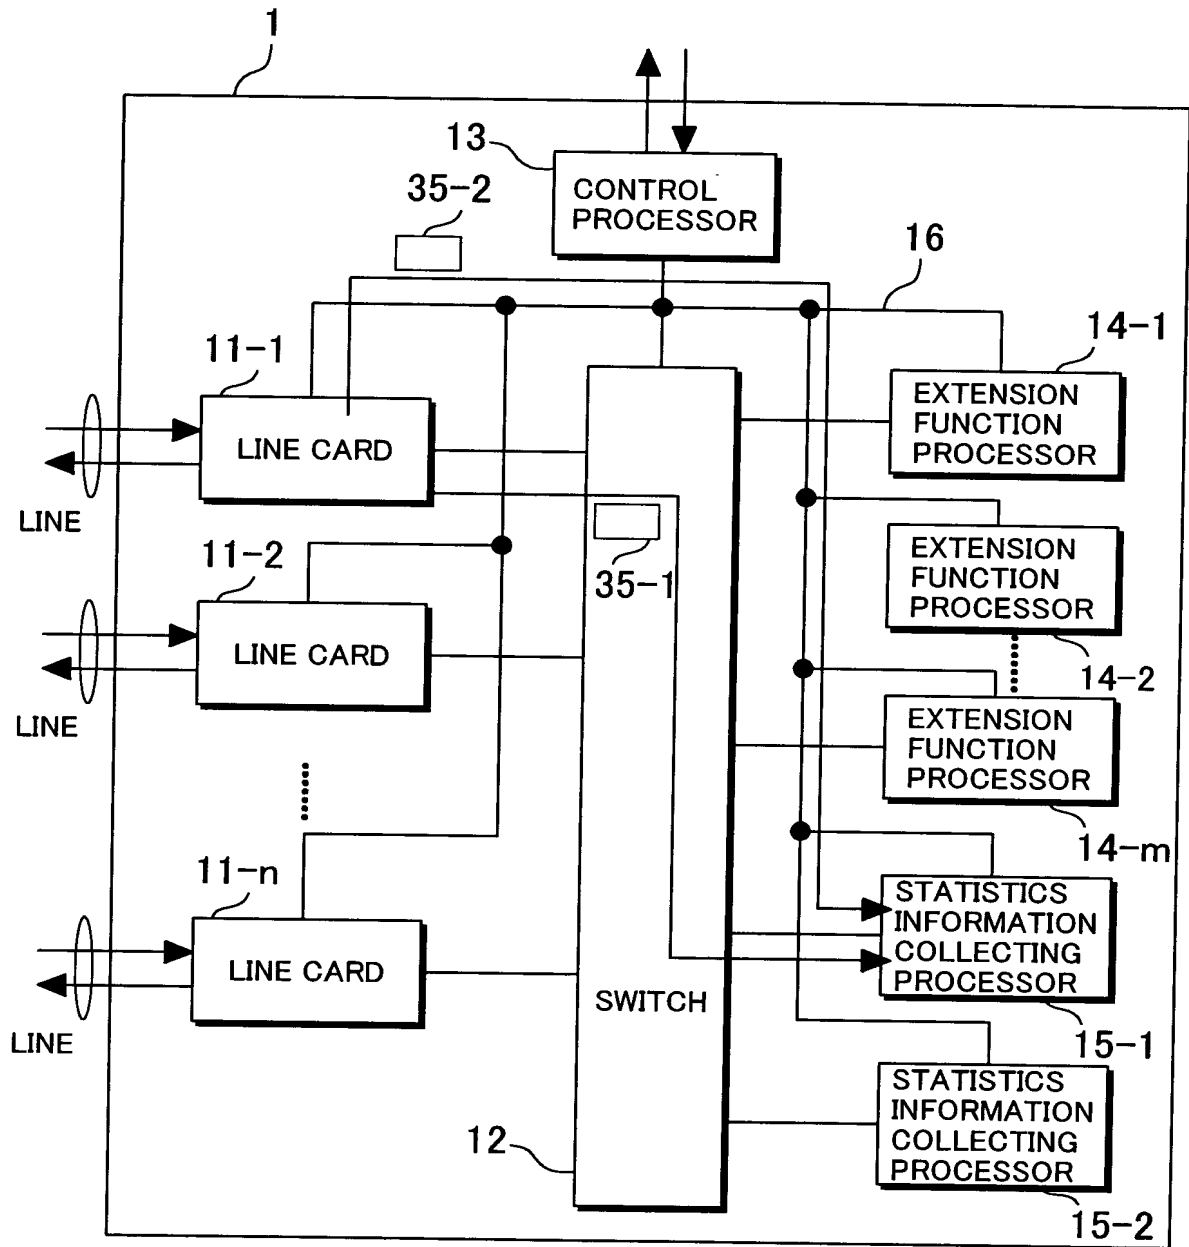 1
13
CONTROL
PROCESSOR
35-2
16
11-1
14-1
LINE CARD
EXTENSION
FUNCTION
PROCESSOR
LINE
35-1
11-2
LINE CARD
EXTENSION
FUNCTION
PROCESSOR
14-2
LINE
EXTENSION
FUNCTION
PROCESSOR
14-m
11-n
LINE CARD
STATISTICS
INFORMATION
COLLECTING
PROCESSOR
SWITCH
LINE
15-1
STATISTICS
INFORMATION
COLLECTING
PROCESSOR
12
15-2